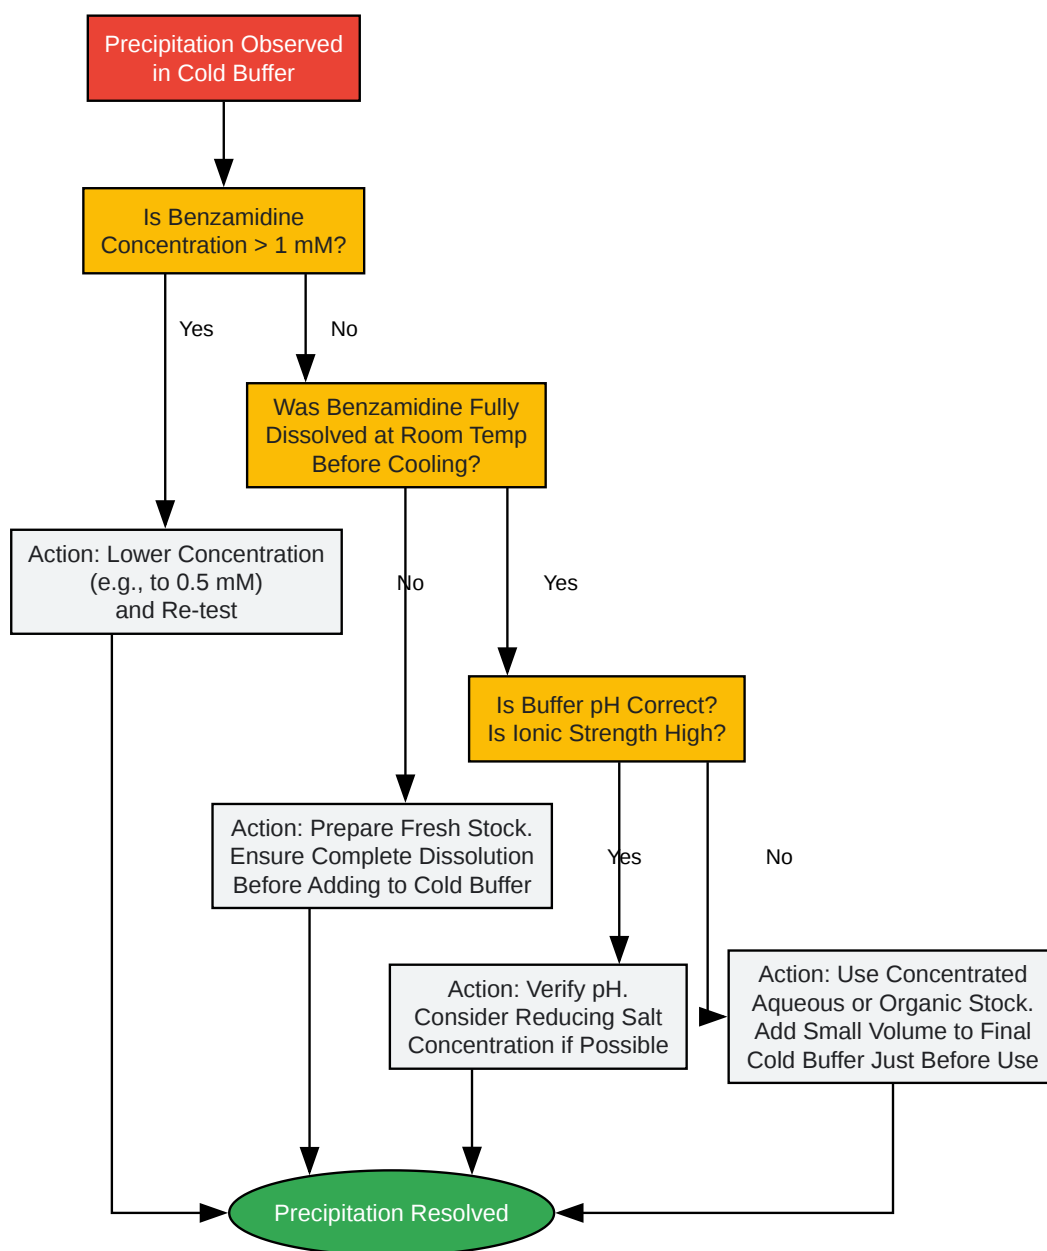 Precipitation Observed
in Cold Buffer
Is Benzamidine
Concentration > 1 mM?
Yes
No
Was Benzamidine Fully
Dissolved at Room Temp
Before Cooling?
Action: Lower Concentration
(e.g., to 0.5 mM)
and Re-test
No
Yes
Is Buffer pH Correct?
Is Ionic Strength High?
Action: Prepare Fresh Stock.
Ensure Complete Dissolution
Before Adding to Cold Buffer
Yes
No
Action: Verify pH.
Consider Reducing Salt
Concentration if Possible
Action: Use Concentrated
Aqueous or Organic Stock.
Add Small Volume to Final
Cold Buffer Just Before Use
Precipitation Resolved